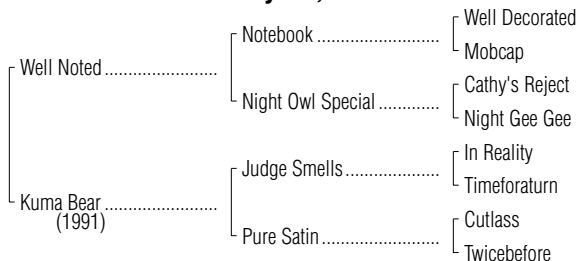 Well Decorated
Notebook ..............................
Mobcap
Well Noted ...........................
Cathy's Reject
Night Owl Special ..............
Night Gee Gee
In Reality
Judge Smells.......................
Timeforaturn
Kuma Bear ...........................
(1991)
Cutlass
Pure Satin.............................
Twicebefore